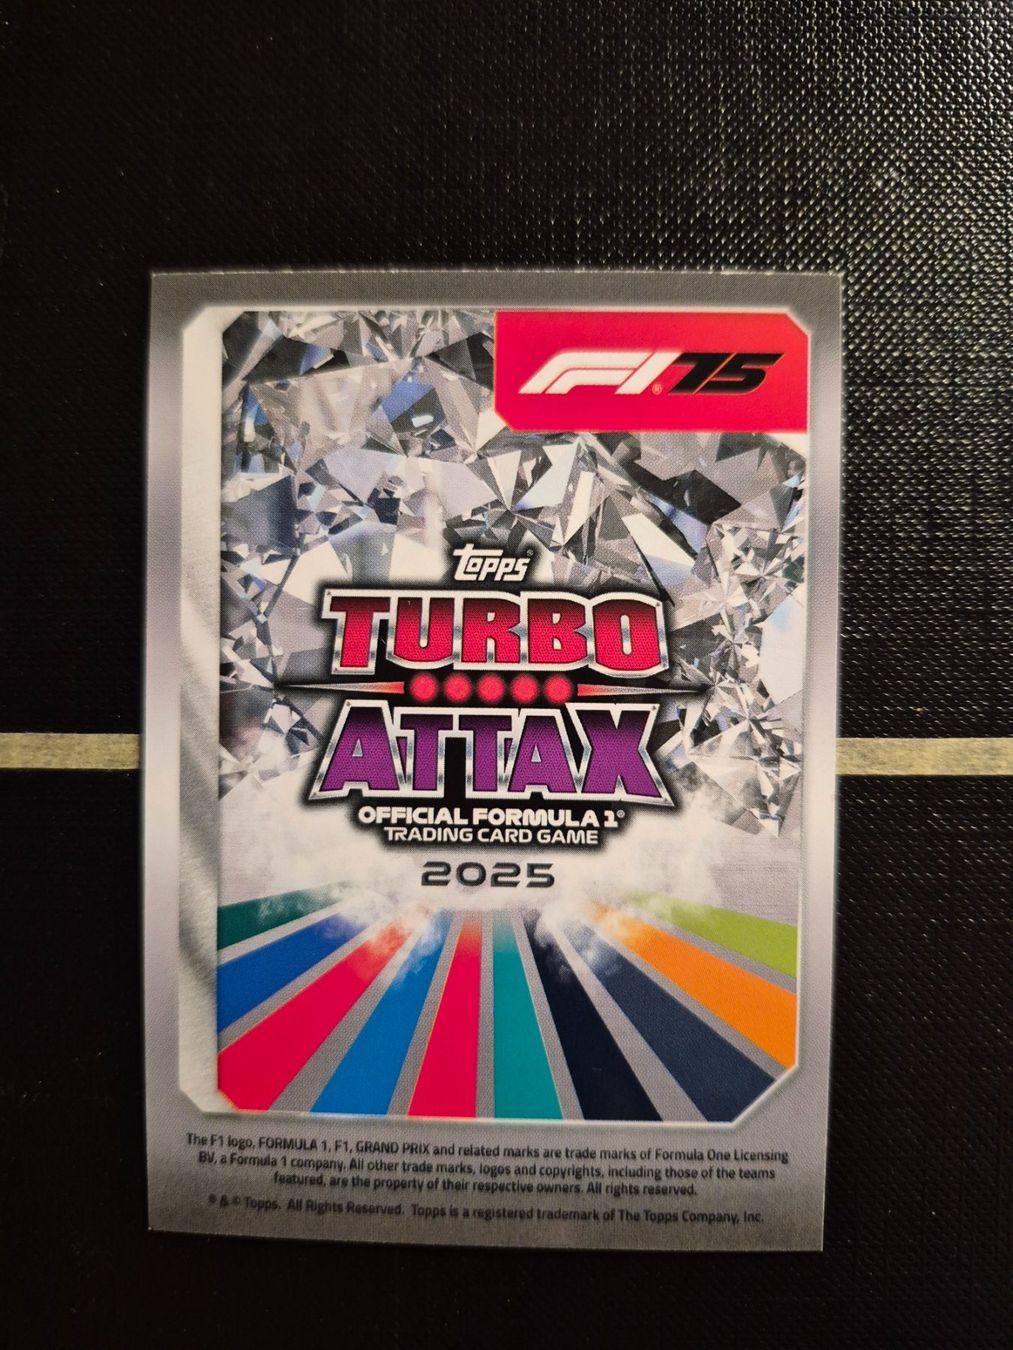 F1® 75
Topps®
TURBO
ATTAX
OFFICIAL FORMULA 1®
TRADING CARD GAME
2025
The F1 logo, FORMULA 1, F1, GRAND PRIX and related marks are trade marks of Formula One Licensing
BV, a Formula 1 company. All other trade marks, logos and copyrights, including those of the teams
featured, are the property of their respective owners. All rights reserved.
® & © Topps. All Rights Reserved. Topps is a registered trademark of The Topps Company, Inc.